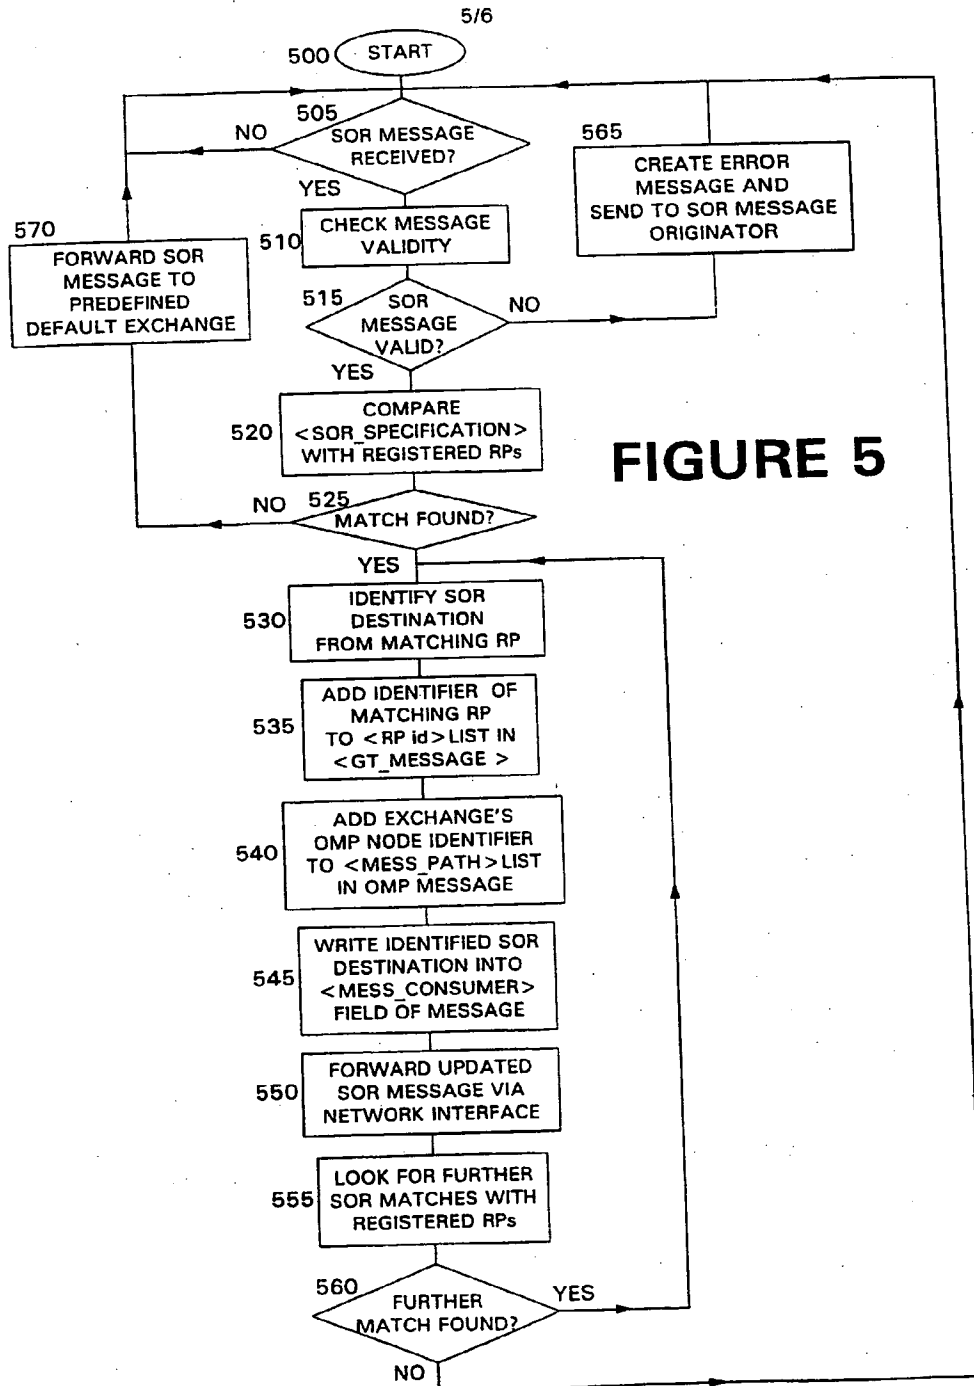 5/6
500
START
505
NO
SOR MESSAGE
RECEIVED?
565
CREATE ERROR
MESSAGE AND
SEND TO SOR MESSAGE
ORIGINATOR
YES
510
CHECK MESSAGE
VALIDITY
570
FORWARD SOR
MESSAGE TO
PREDEFINED
DEFAULT EXCHANGE
515
SOR
MESSAGE
VALID?
NO
YES
520
COMPARE
<SOR_SPECIFICATION>
WITH REGISTERED RPs
FIGURE 5
NO
525
MATCH FOUND?
YES
530
IDENTIFY SOR
DESTINATION
FROM MATCHING RP
535
ADD IDENTIFIER OF
MATCHING RP
TO <RP id> LIST IN
<GT_MESSAGE >
540
ADD EXCHANGE'S
OMP NODE IDENTIFIER
TO <MESS_PATH> LIST
IN OMP MESSAGE
545
WRITE IDENTIFIED SOR
DESTINATION INTO
<MESS_CONSUMER>
FIELD OF MESSAGE
550
FORWARD UPDATED
SOR MESSAGE VIA
NETWORK INTERFACE
555
LOOK FOR FURTHER
SOR MATCHES WITH
REGISTERED RPs
560
FURTHER
MATCH FOUND?
YES
NO